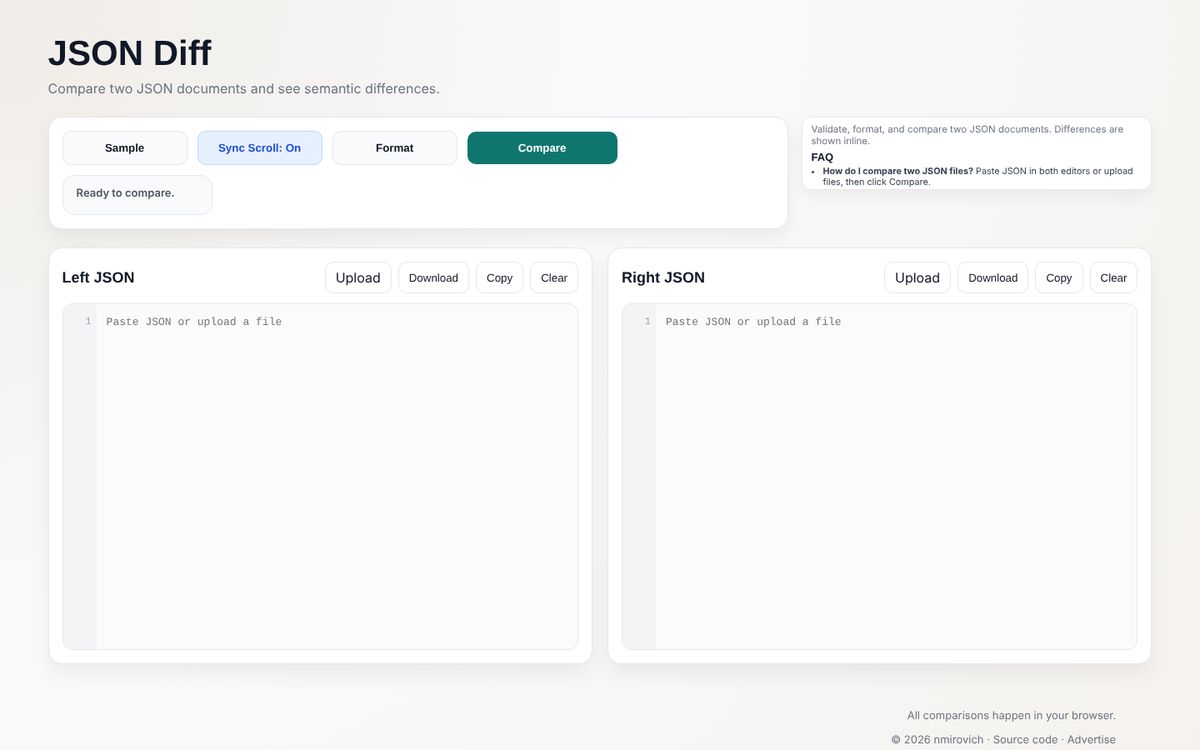 JSON Diff
Compare two JSON documents and see semantic differences.
Sample
Sync Scroll: On
Format
Compare
Ready to compare.
Validate, format, and compare two JSON documents. Differences are
shown inline.
FAQ
• How do I compare two JSON files? Paste JSON in both editors or upload
files, then click Compare.
Left JSON
Upload
Download
Copy
Clear
1
Paste JSON or upload a file
Right JSON
Upload
Download
Copy
Clear
1
Paste JSON or upload a file
All comparisons happen in your browser.
© 2026 nmirovich · Source code · Advertise